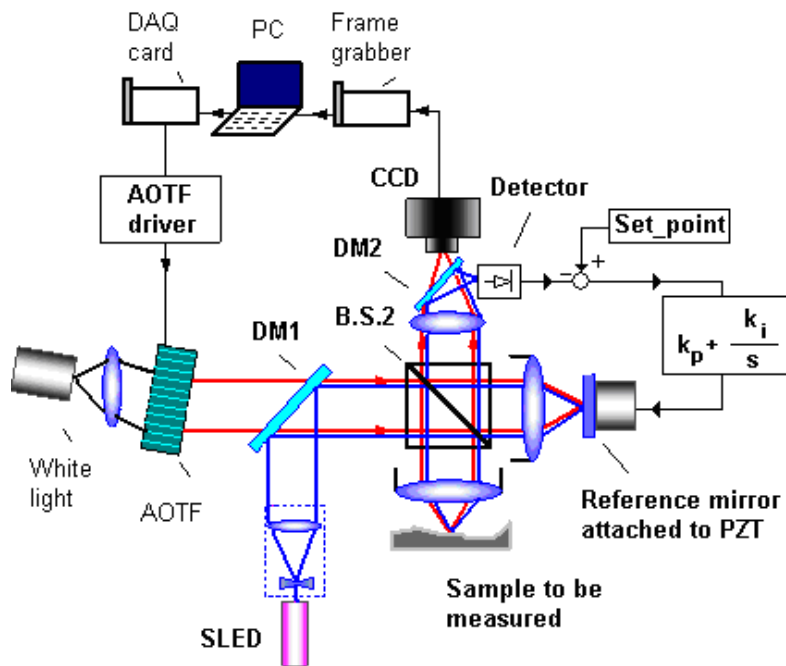 DAQ
card
PC
Frame
grabber
CCD
Detector
AOTF
driver
Set_point
DM2
− +
B.S.2
k_p + k_i
s
DM1
White
light
AOTF
Reference mirror
attached to PZT
Sample to be
measured
SLED